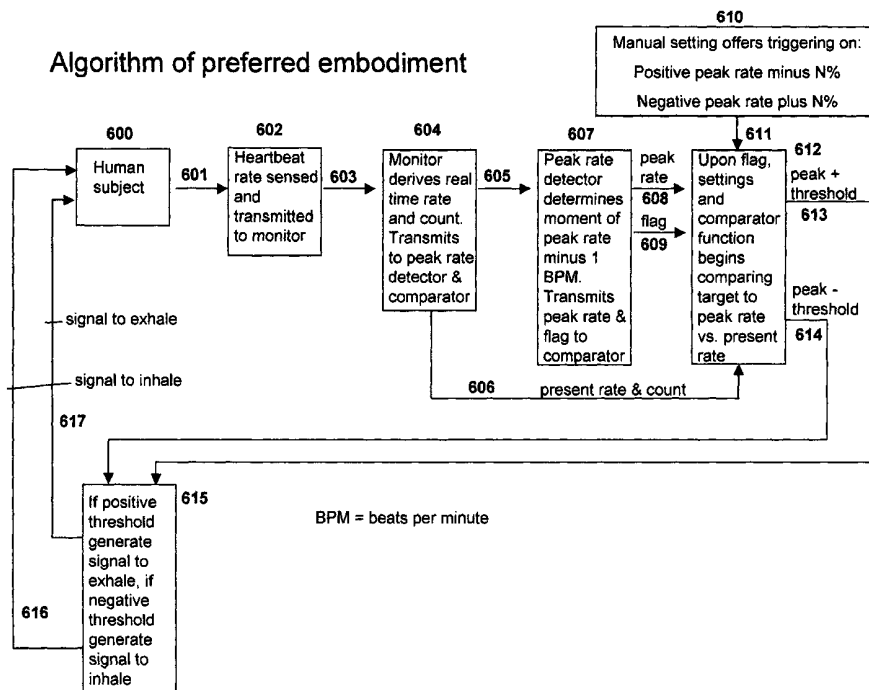 610
Manual setting offers triggering on:
Positive peak rate minus N%
Negative peak rate plus N%
Algorithm of preferred embodiment
600
Human
subject
601
602
Heartbeat
rate sensed
and
transmitted
to monitor
603
604
Monitor
derives real
time rate
and count.
Transmits
to peak rate
detector &
comparator
605
607
Peak rate
detector
determines
moment of
peak rate
minus 1
BPM.
Transmits
peak rate &
flag to
comparator
peak
rate
608
flag
609
611
Upon flag,
settings
and
comparator
function
begins
comparing
target to
peak rate
vs. present
rate
612
peak +
threshold
613
peak -
threshold
614
606
present rate & count
signal to exhale
signal to inhale
617
615
If positive
threshold
generate
signal to
exhale, if
negative
threshold
generate
signal to
inhale
616
BPM = beats per minute